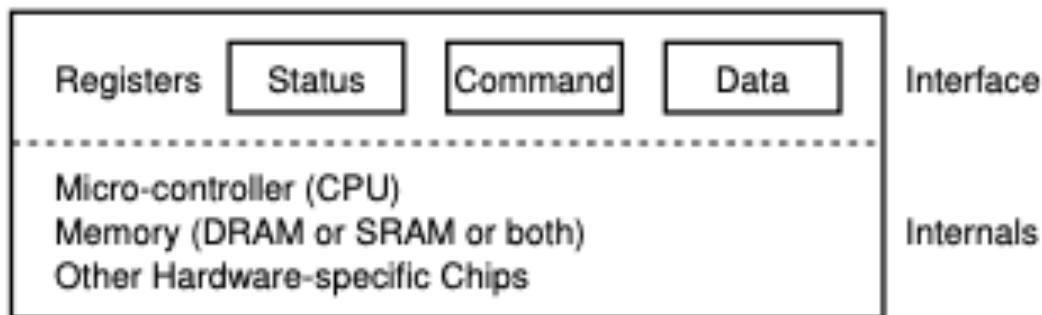 Registers Status Command Data Interface
Micro-controller (CPU)
Memory (DRAM or SRAM or both) Internals
Other Hardware-specific Chips